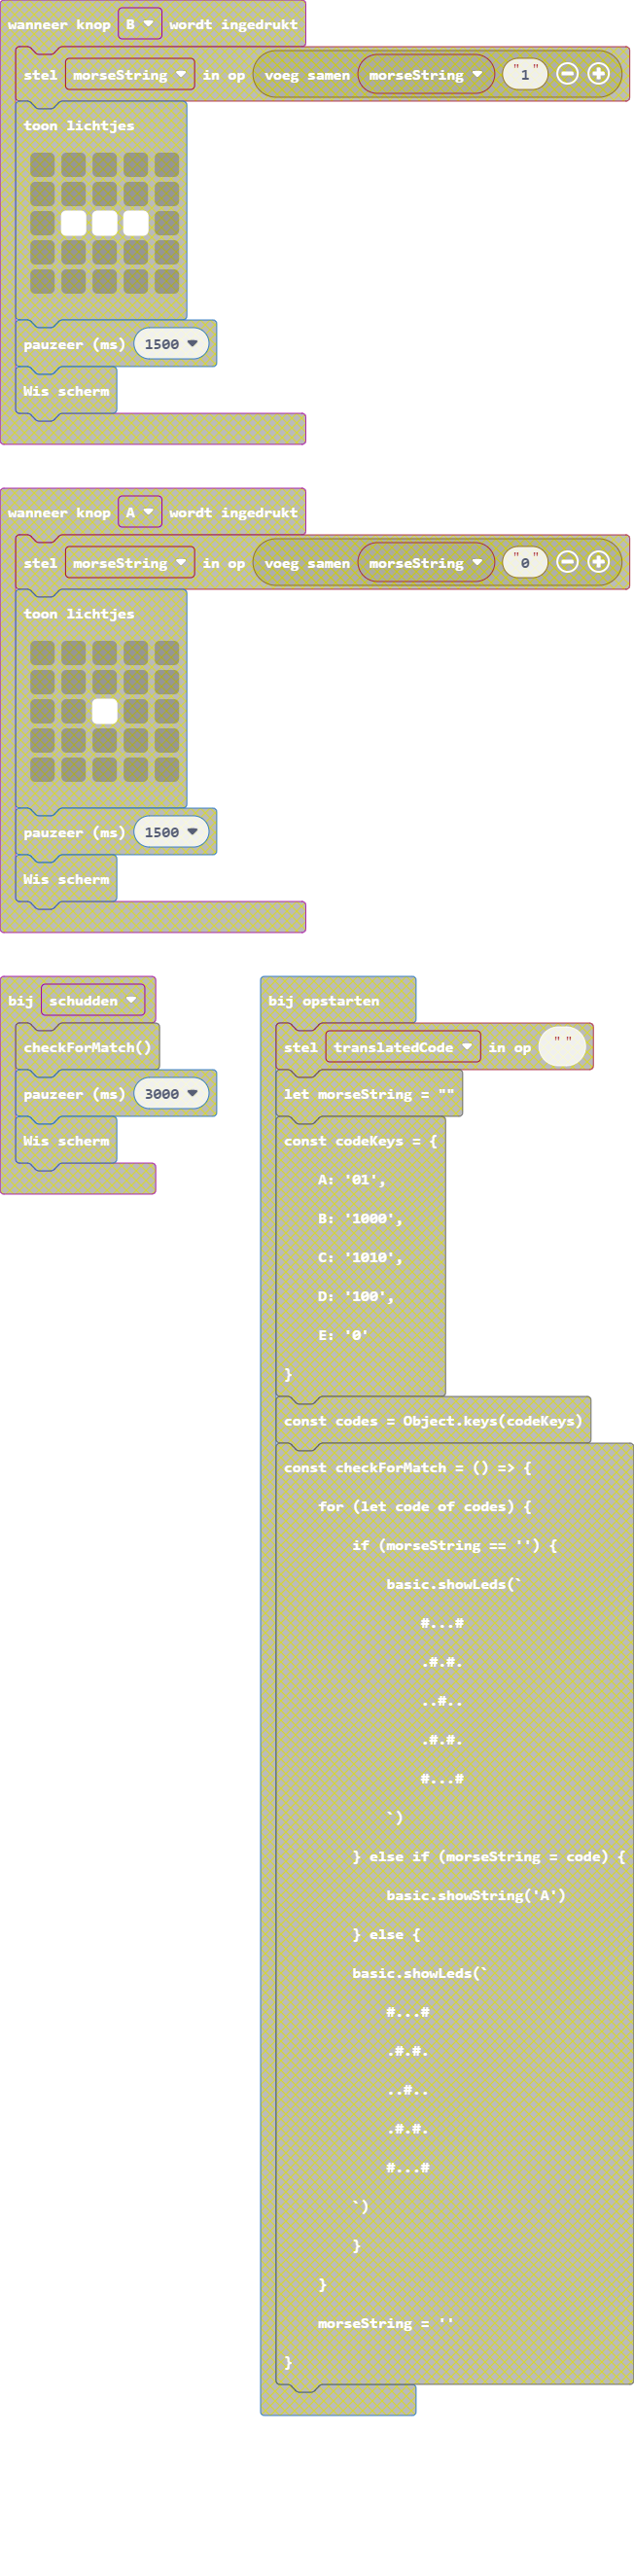 wanneer knop B wordt ingedrukt
stel morseString in op voeg samen morseString "1"
toon lichtjes
pauzeer (ms) 1500
Wis scherm
wanneer knop A wordt ingedrukt
stel morseString in op voeg samen morseString "0"
toon lichtjes
pauzeer (ms) 1500
Wis scherm
bij schudden
checkForMatch()
pauzeer (ms) 3000
Wis scherm
bij opstarten
stel translatedCode in op " "
let morseString = ""
const codeKeys = {
A: '01',
B: '1000',
C: '1010',
D: '100',
E: '0'
}
const codes = Object.keys(codeKeys)
const checkForMatch = () => {
for (let code of codes) {
if (morseString == '') {
basic.showLeds(`
#...#
.#.#.
..#..
.#.#.
#...#
`)
} else if (morseString = code) {
basic.showString('A')
} else {
basic.showLeds(`
#...#
.#.#.
..#..
.#.#.
#...#
`)
}
}
morseString = ''
}